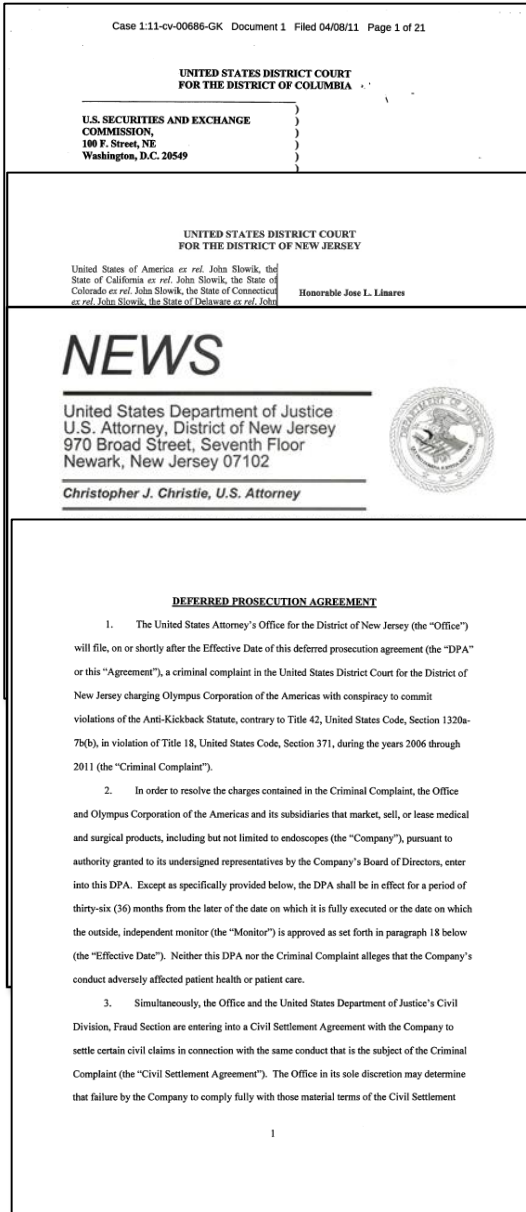 Case 1:11-cv-00686-GK Document 1 Filed 04/08/11 Page 1 of 21
UNITED STATES DISTRICT COURT
FOR THE DISTRICT OF COLUMBIA
)
U.S. SECURITIES AND EXCHANGE )
COMMISSION, )
100 F. Street, NE )
Washington, D.C. 20549 )
)
UNITED STATES DISTRICT COURT
FOR THE DISTRICT OF NEW JERSEY
United States of America ex rel. John Slowik, the
State of California ex rel. John Slowik, the State of
Colorado ex rel. John Slowik, the State of Connecticut Honorable Jose L. Linares
ex rel. John Slowik, the State of Delaware ex rel. John
NEWS
United States Department of Justice
U.S. Attorney, District of New Jersey
970 Broad Street, Seventh Floor
Newark, New Jersey 07102
Christopher J. Christie, U.S. Attorney
DEFERRED PROSECUTION AGREEMENT
1. The United States Attorney's Office for the District of New Jersey (the "Office")
will file, on or shortly after the Effective Date of this deferred prosecution agreement (the "DPA"
or this "Agreement"), a criminal complaint in the United States District Court for the District of
New Jersey charging Olympus Corporation of the Americas with conspiracy to commit
violations of the Anti-Kickback Statute, contrary to Title 42, United States Code, Section 1320a-
7b(b), in violation of Title 18, United States Code, Section 371, during the years 2006 through
2011 (the "Criminal Complaint").
2. In order to resolve the charges contained in the Criminal Complaint, the Office
and Olympus Corporation of the Americas and its subsidiaries that market, sell, or lease medical
and surgical products, including but not limited to endoscopes (the "Company"), pursuant to
authority granted to its undersigned representatives by the Company's Board of Directors, enter
into this DPA. Except as specifically provided below, the DPA shall be in effect for a period of
thirty-six (36) months from the later of the date on which it is fully executed or the date on which
the outside, independent monitor (the "Monitor") is approved as set forth in paragraph 18 below
(the "Effective Date"). Neither this DPA nor the Criminal Complaint alleges that the Company's
conduct adversely affected patient health or patient care.
3. Simultaneously, the Office and the United States Department of Justice's Civil
Division, Fraud Section are entering into a Civil Settlement Agreement with the Company to
settle certain civil claims in connection with the same conduct that is the subject of the Criminal
Complaint (the "Civil Settlement Agreement"). The Office in its sole discretion may determine
that failure by the Company to comply fully with those material terms of the Civil Settlement
1